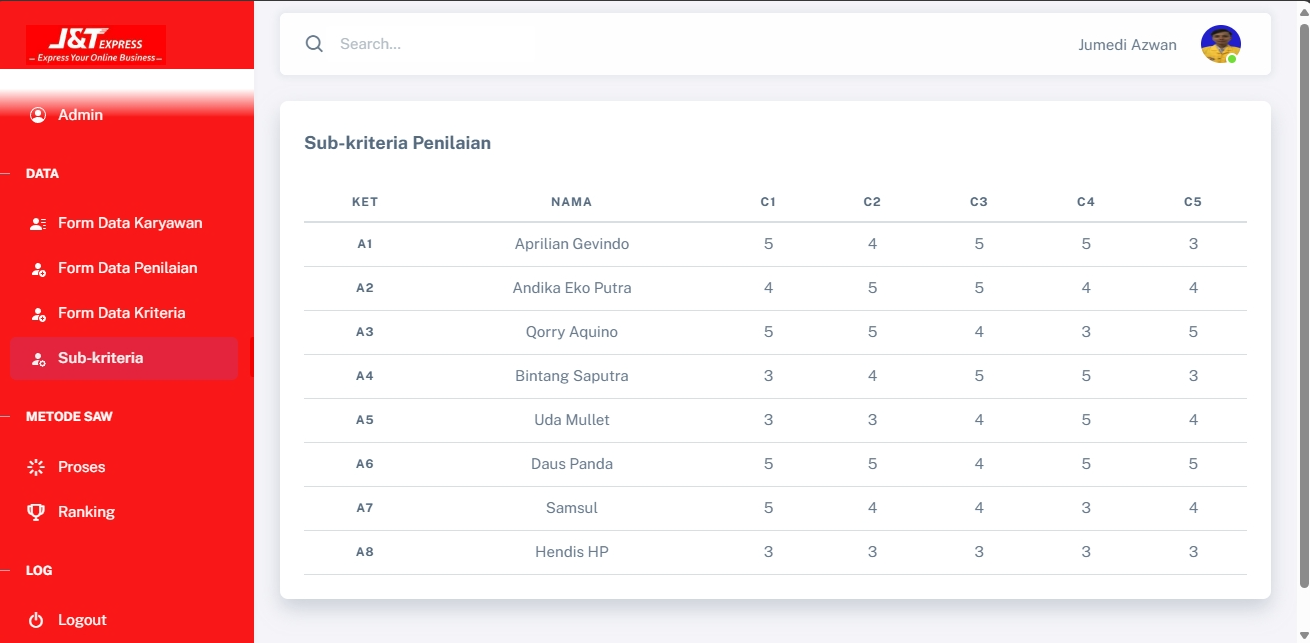 J&T EXPRESS
Express Your Online Business
Search...
Jumedi Azwan
Admin
DATA
Form Data Karyawan
Form Data Penilaian
Form Data Kriteria
Sub-kriteria
METODE SAW
Proses
Ranking
LOG
Logout
Sub-kriteria Penilaian
KET NAMA C1 C2 C3 C4 C5
A1 Aprilian Gevindo 5 4 5 5 3
A2 Andika Eko Putra 4 5 5 4 4
A3 Qorry Aquino 5 5 4 3 5
A4 Bintang Saputra 3 4 5 5 3
A5 Uda Mullet 3 3 4 5 4
A6 Daus Panda 5 5 4 5 5
A7 Samsul 5 4 4 3 4
A8 Hendis HP 3 3 3 3 3